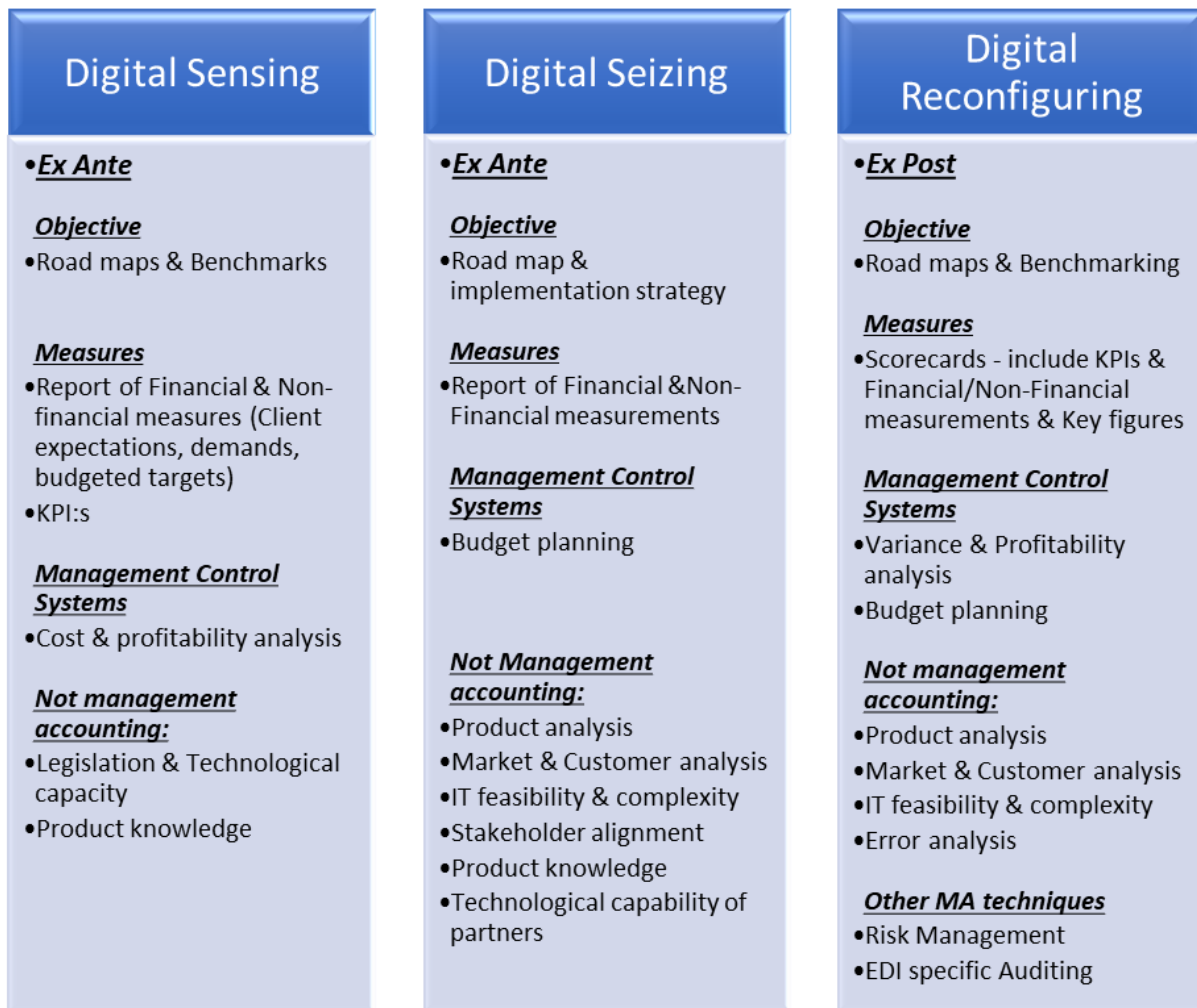 Digital Sensing
•Ex Ante
Objective
•Road maps & Benchmarks
Measures
•Report of Financial & Non-
financial measures (Client
expectations, demands,
budgeted targets)
•KPI:s
Management Control
Systems
•Cost & profitability analysis
Not management
accounting:
•Legislation & Technological
capacity
•Product knowledge
Digital Seizing
•Ex Ante
Objective
•Road map &
implementation strategy
Measures
•Report of Financial &Non-
Financial measurements
Management Control
Systems
•Budget planning
Not Management
accounting:
•Product analysis
•Market & Customer analysis
•IT feasibility & complexity
•Stakeholder alignment
•Product knowledge
•Technological capability of
partners
Digital
Reconfiguring
•Ex Post
Objective
•Road maps & Benchmarking
Measures
•Scorecards - include KPIs &
Financial/Non-Financial
measurements & Key figures
Management Control
Systems
•Variance & Profitability
analysis
•Budget planning
Not management
accounting:
•Product analysis
•Market & Customer analysis
•IT feasibility & complexity
•Error analysis
Other MA techniques
•Risk Management
•EDI specific Auditing